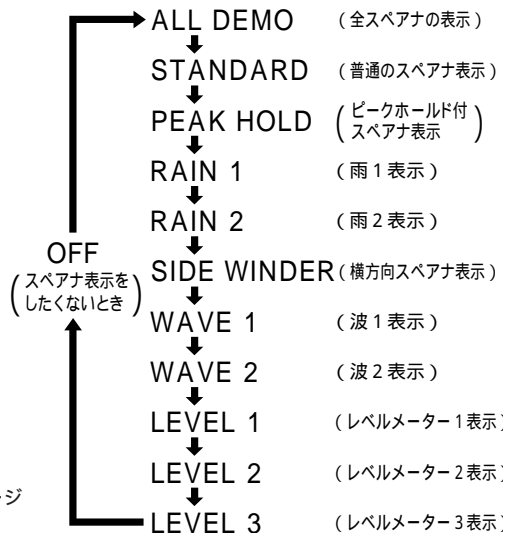 ALL DEMO (全スペアナの表示)
STANDARD (普通のスペアナ表示)
PEAK HOLD (ピークホールド付
スペアナ表示)
RAIN 1 (雨1表示)
RAIN 2 (雨2表示)
OFF
(スペアナ表示を
したくないとき)
SIDE WINDER (横方向スペアナ表示)
WAVE 1 (波1表示)
WAVE 2 (波2表示)
LEVEL 1 (レベルメーター1表示)
LEVEL 2 (レベルメーター2表示)
ジ
LEVEL 3 (レベルメーター3表示)